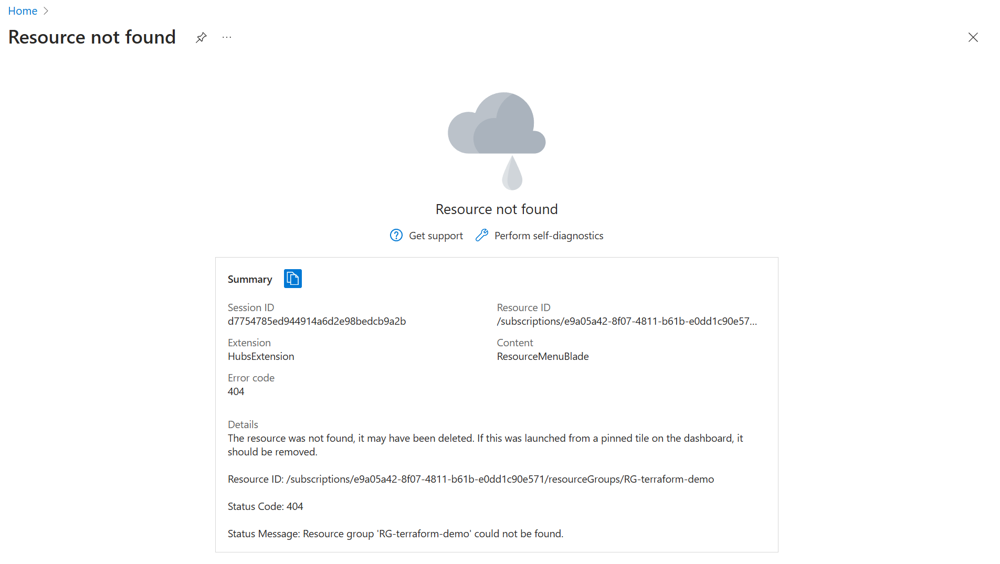 Home
Resource not found
Resource not found
Get support Perform self-diagnostics
Summary
Session ID
d7754785ed944914a6d2e98bedcb9a2b
Resource ID
/subscriptions/e9a05a42-8f07-4811-b61b-e0dd1c90e57...
Extension
HubsExtension
Content
ResourceMenuBlade
Error code
404
Details
The resource was not found, it may have been deleted. If this was launched from a pinned tile on the dashboard, it
should be removed.
Resource ID: /subscriptions/e9a05a42-8f07-4811-b61b-e0dd1c90e571/resourceGroups/RG-terraform-demo
Status Code: 404
Status Message: Resource group 'RG-terraform-demo' could not be found.